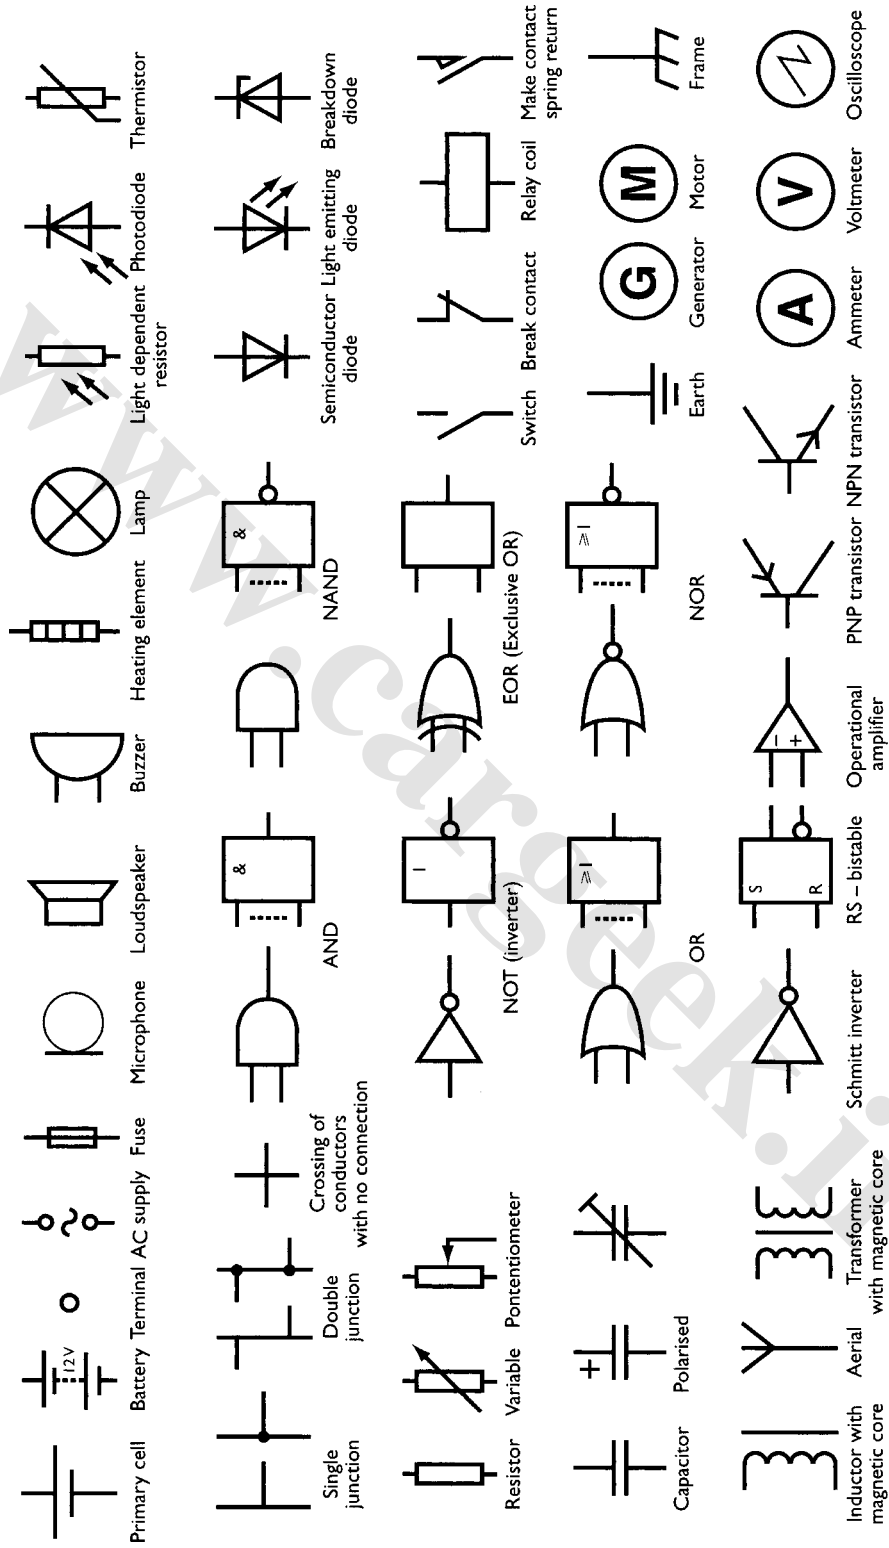 Primary cell
Battery
12V
Terminal
AC supply
Fuse
Microphone
Loudspeaker
Buzzer
Heating element
Lamp
Light dependent
resistor
Photodiode
Thermistor
Single
junction
Double
junction
Crossing of
conductors
with no connection
&
AND
&
NAND
Semiconductor
diode
Light emitting
diode
Breakdown
diode
Resistor
Variable
Pontentiometer
1
NOT (inverter)
EOR (Exclusive OR)
Switch
Break contact
Relay coil
Make contact
spring return
Capacitor
+
Polarised
⩾1
OR
⩾1
NOR
Earth
G
Generator
M
Motor
Frame
Inductor with
magnetic core
Aerial
Transformer
with magnetic core
Schmitt inverter
S
R
RS – bistable
−
+
Operational
amplifier
PNP transistor
NPN transistor
A
Ammeter
V
Voltmeter
Oscilloscope
www.cargeek.i